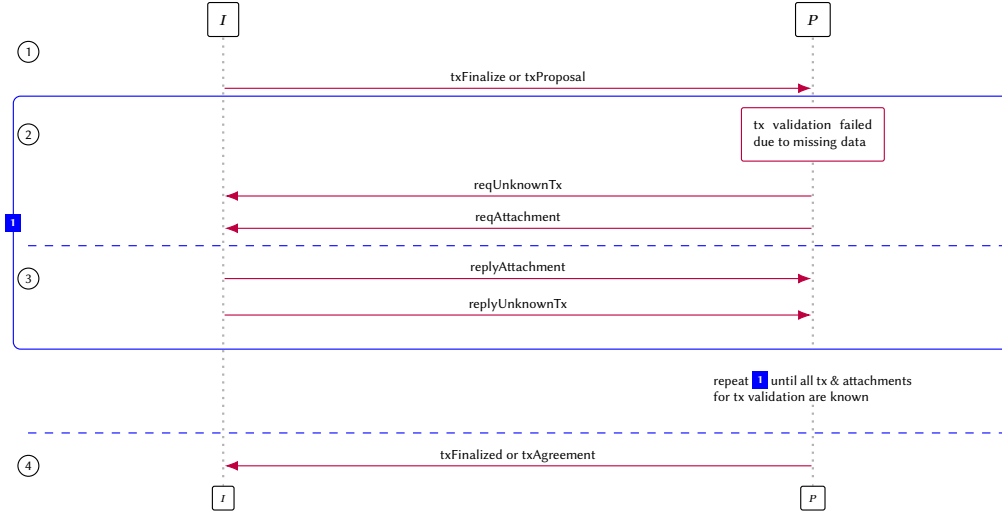 I
P
1
txFinalize or txProposal
2
tx validation failed
due to missing data
reqUnknownTx
reqAttachment
1
3
replyAttachment
replyUnknownTx
repeat 1 until all tx & attachments
for tx validation are known
4
txFinalized or txAgreement
I
P